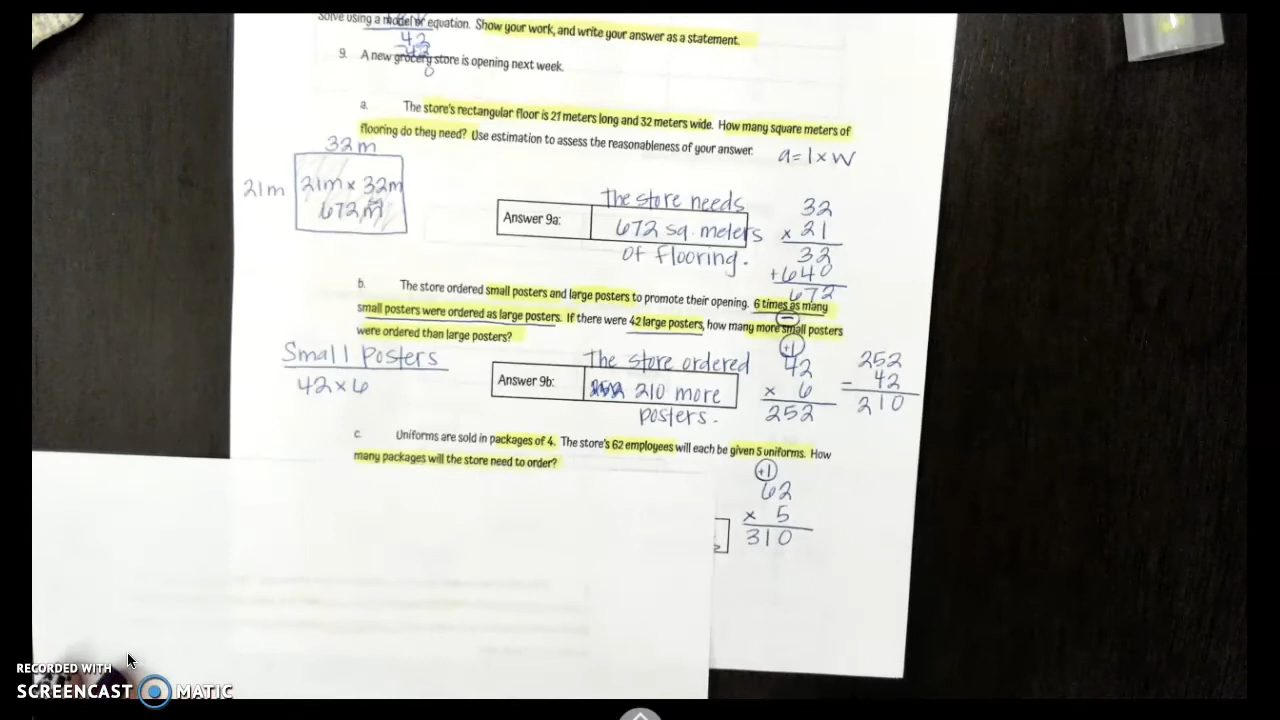 Solve using a model or equation. Show your work, and write your answer as a statement.
42
0
9. A new grocery store is opening next week.
a. The store's rectangular floor is 21 meters long and 32 meters wide. How many square meters of
flooring do they need? Use estimation to assess the reasonableness of your answer.
a = l x w
32m
21m
21m x 32m
672 m
Answer 9a:
The store needs
672 sq. meters
of flooring.
32
x 21
32
+640
672
b. The store ordered small posters and large posters to promote their opening. 6 times as many
small posters were ordered as large posters. If there were 42 large posters, how many more small posters
were ordered than large posters?
Small Posters
42 x 6
Answer 9b:
The store ordered
210 more
posters.
+1
42
x 6
252
252
- 42
210
c. Uniforms are sold in packages of 4. The store's 62 employees will each be given 5 uniforms. How
many packages will the store need to order?
+1
62
x 5
310
RECORDED WITH
SCREENCAST MATIC